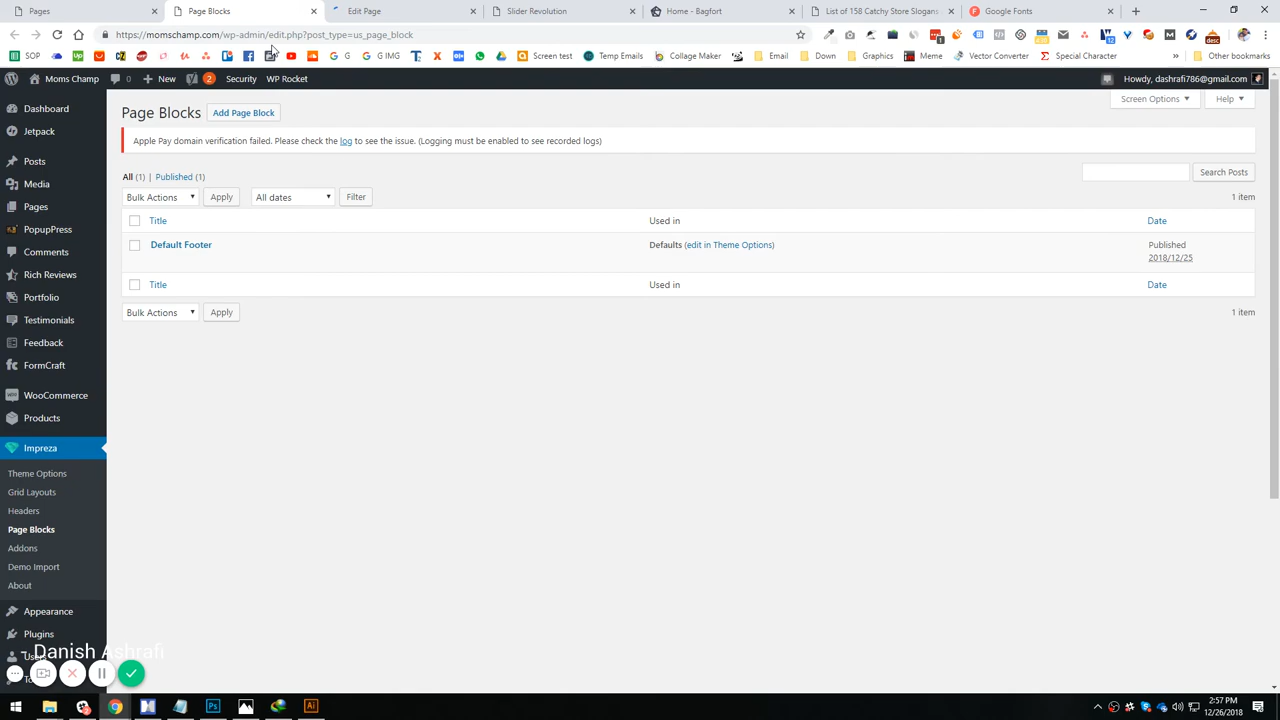 Pages
Page Blocks
Edit Page
Slider Revolution
Home - Bagfort
List of 158 Catchy Store Slogans
Google Fonts
https://momschamp.com/wp-admin/edit.php?post_type=us_page_block
SOP
G
G IMG
Screen test
Temp Emails
Collage Maker
Email
Down
Graphics
Meme
Vector Converter
Special Character
Other bookmarks
Moms Champ
0
New
2
Security
WP Rocket
Howdy, dashrafi786@gmail.com
Dashboard
Jetpack
Posts
Media
Pages
PopupPress
Comments
Rich Reviews
Portfolio
Testimonials
Feedback
FormCraft
WooCommerce
Products
Impreza
Theme Options
Grid Layouts
Headers
Page Blocks
Addons
Demo Import
About
Appearance
Plugins
Users
Page Blocks
Add Page Block
Screen Options
Help
Apple Pay domain verification failed. Please check the log to see the issue. (Logging must be enabled to see recorded logs)
All (1) | Published (1)
Search Posts
Bulk Actions
Apply
All dates
Filter
1 item
Title
Used in
Date
Default Footer
Defaults (edit in Theme Options)
Published
2018/12/25
Title
Used in
Date
Bulk Actions
Apply
1 item
- Danish Ashrafi
2:57 PM
12/26/2018